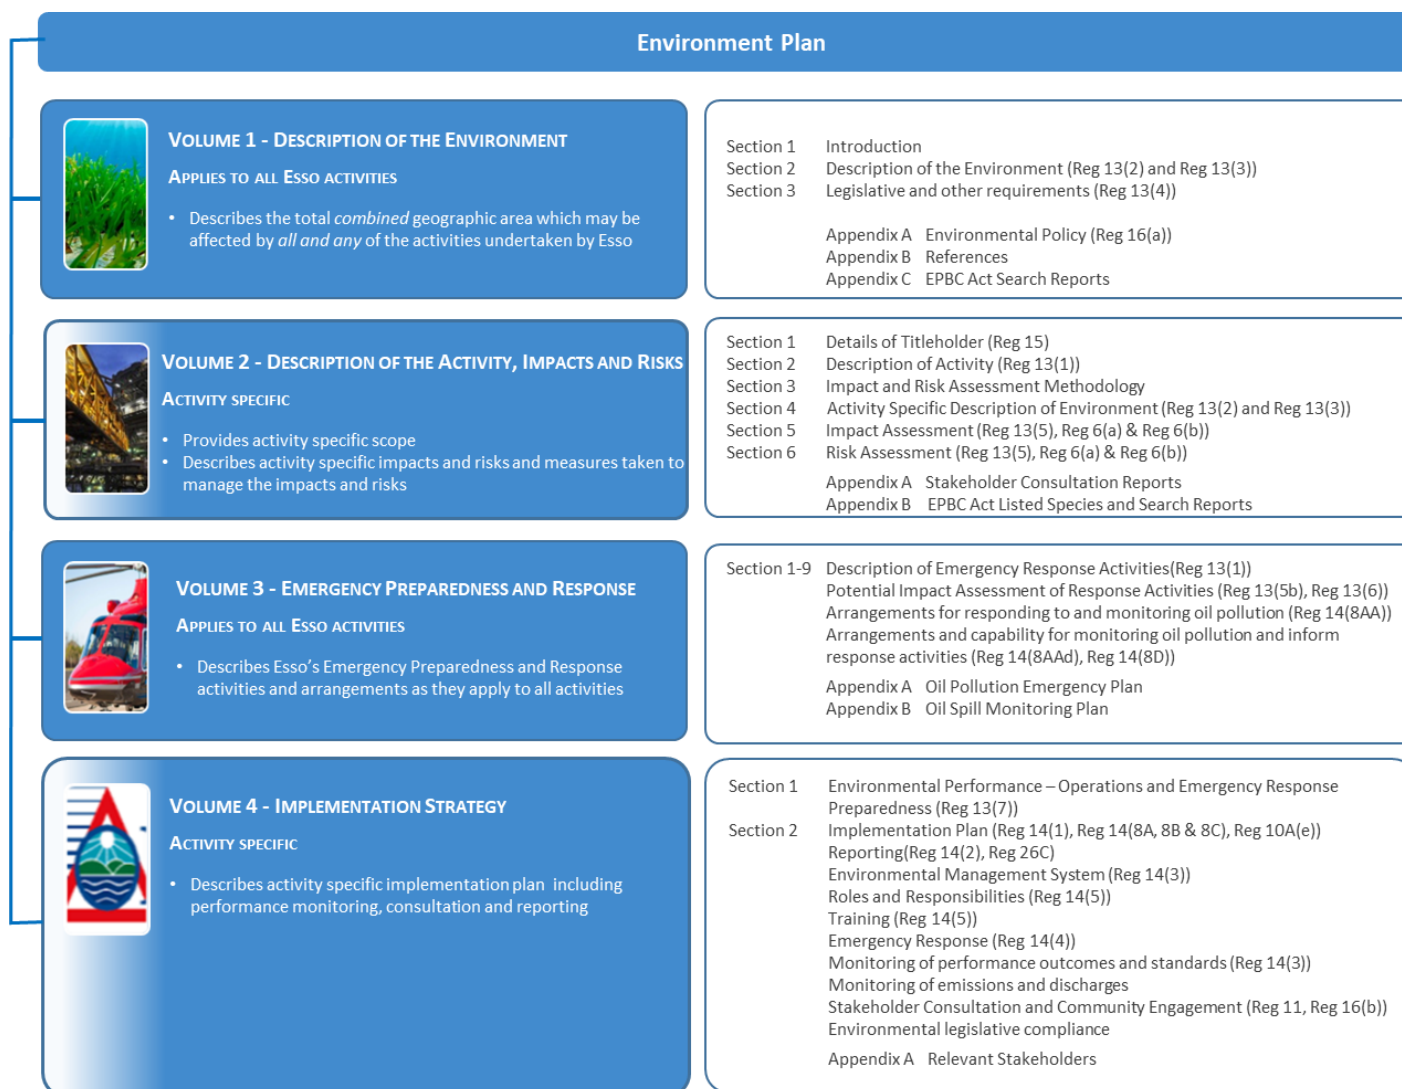 Environment Plan
VOLUME 1 - DESCRIPTION OF THE ENVIRONMENT
APPLIES TO ALL ESSO ACTIVITIES
• Describes the total combined geographic area which may be
affected by all and any of the activities undertaken by Esso
Section 1 Introduction
Section 2 Description of the Environment (Reg 13(2) and Reg 13(3))
Section 3 Legislative and other requirements (Reg 13(4))
Appendix A Environmental Policy (Reg 16(a))
Appendix B References
Appendix C EPBC Act Search Reports
VOLUME 2 - DESCRIPTION OF THE ACTIVITY, IMPACTS AND RISKS
ACTIVITY SPECIFIC
• Provides activity specific scope
• Describes activity specific impacts and risks and measures taken to
manage the impacts and risks
Section 1 Details of Titleholder (Reg 15)
Section 2 Description of Activity (Reg 13(1))
Section 3 Impact and Risk Assessment Methodology
Section 4 Activity Specific Description of Environment (Reg 13(2) and Reg 13(3))
Section 5 Impact Assessment (Reg 13(5), Reg 6(a) & Reg 6(b))
Section 6 Risk Assessment (Reg 13(5), Reg 6(a) & Reg 6(b))
Appendix A Stakeholder Consultation Reports
Appendix B EPBC Act Listed Species and Search Reports
VOLUME 3 - EMERGENCY PREPAREDNESS AND RESPONSE
APPLIES TO ALL ESSO ACTIVITIES
• Describes Esso's Emergency Preparedness and Response
activities and arrangements as they apply to all activities
Section 1-9 Description of Emergency Response Activities(Reg 13(1))
Potential Impact Assessment of Response Activities (Reg 13(5b), Reg 13(6))
Arrangements for responding to and monitoring oil pollution (Reg 14(8AA))
Arrangements and capability for monitoring oil pollution and inform
response activities (Reg 14(8AAd), Reg 14(8D))
Appendix A Oil Pollution Emergency Plan
Appendix B Oil Spill Monitoring Plan
VOLUME 4 - IMPLEMENTATION STRATEGY
ACTIVITY SPECIFIC
• Describes activity specific implementation plan including
performance monitoring, consultation and reporting
Section 1 Environmental Performance – Operations and Emergency Response
Preparedness (Reg 13(7))
Section 2 Implementation Plan (Reg 14(1), Reg 14(8A, 8B & 8C), Reg 10A(e))
Reporting(Reg 14(2), Reg 26C)
Environmental Management System (Reg 14(3))
Roles and Responsibilities (Reg 14(5))
Training (Reg 14(5))
Emergency Response (Reg 14(4))
Monitoring of performance outcomes and standards (Reg 14(3))
Monitoring of emissions and discharges
Stakeholder Consultation and Community Engagement (Reg 11, Reg 16(b))
Environmental legislative compliance
Appendix A Relevant Stakeholders